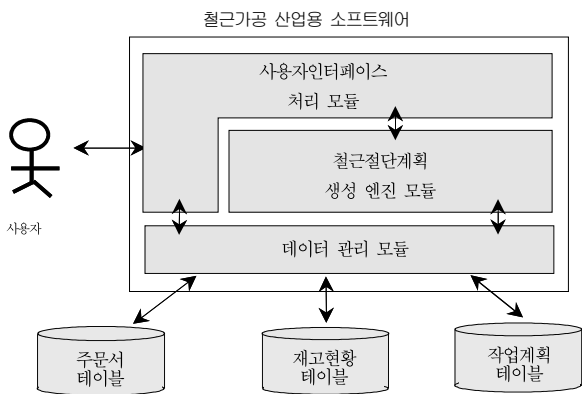 철근가공 산업용 소프트웨어
사용자인터페이스
처리 모듈
철근절단계획
생성 엔진 모듈
사용자
데이터 관리 모듈
주문서
테이블
재고현황
테이블
작업계획
테이블